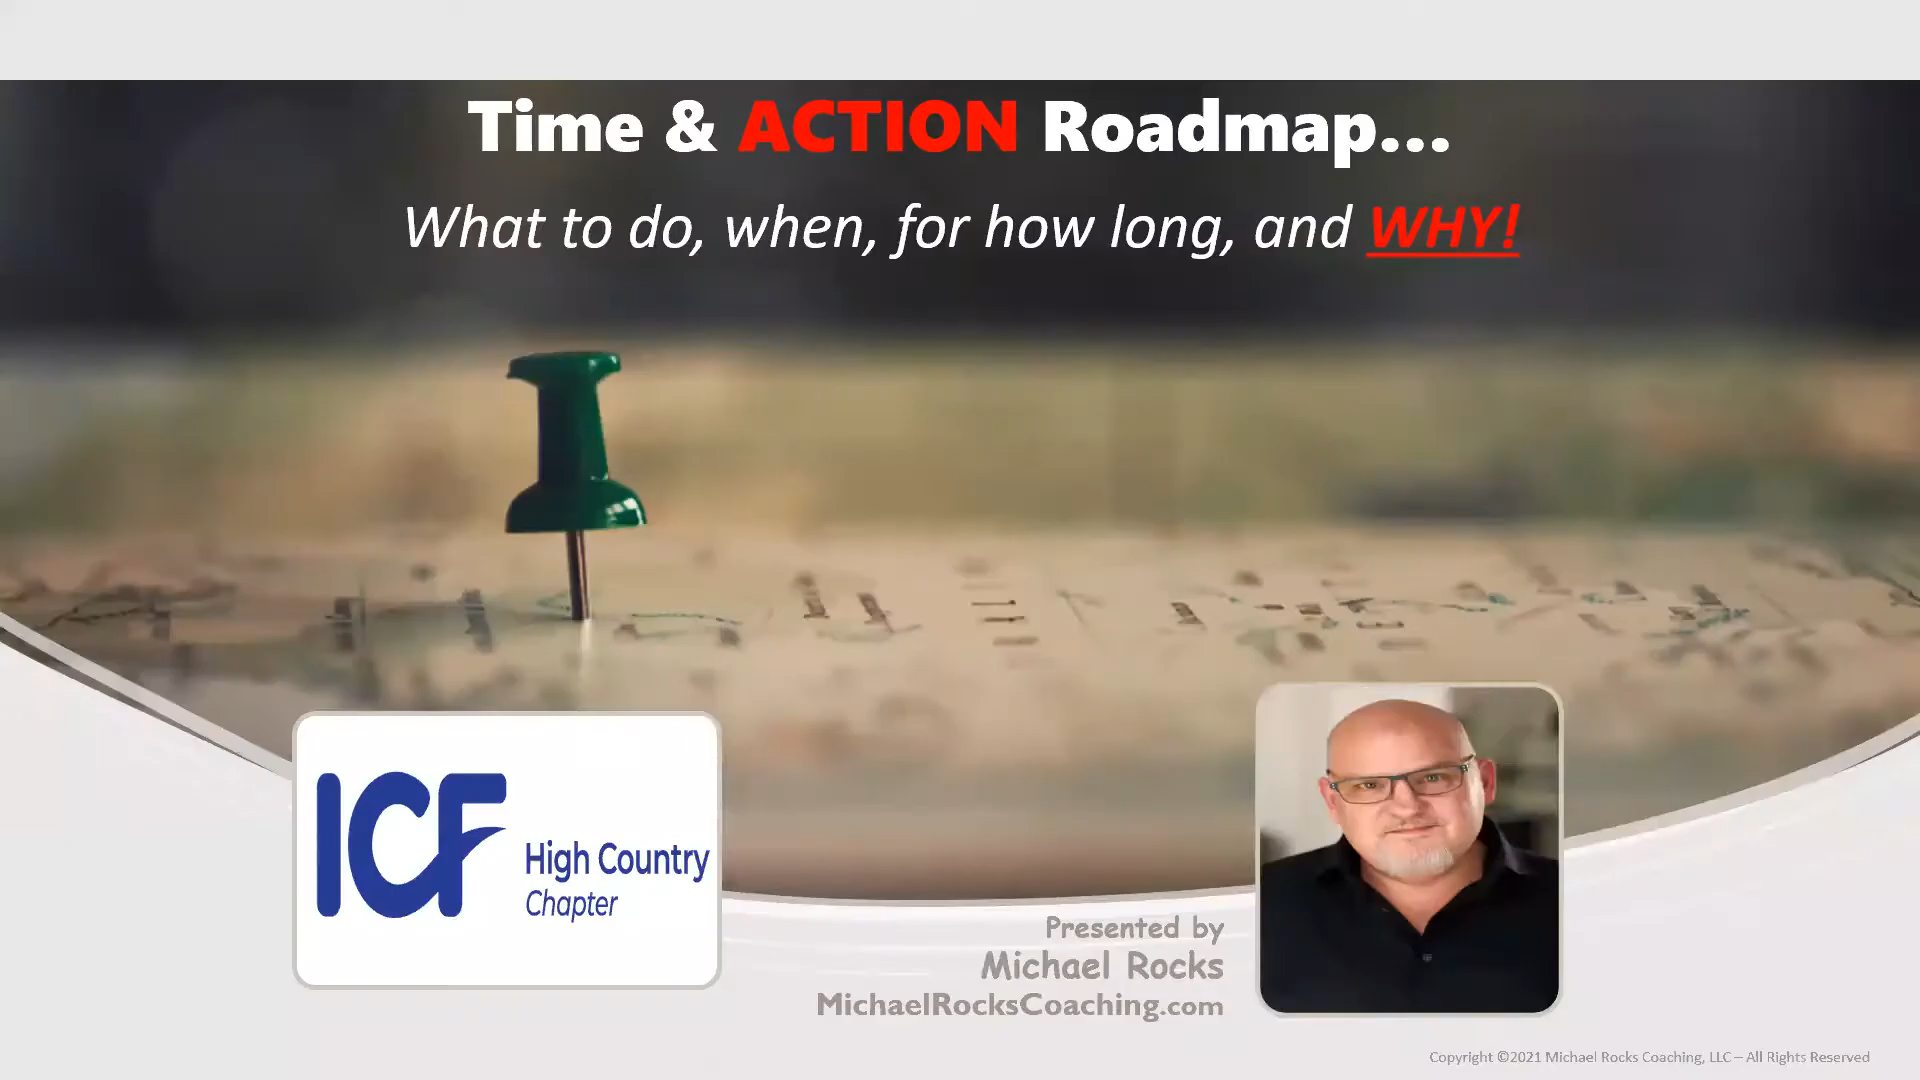 Time & ACTION Roadmap...
What to do, when, for how long, and WHY!
ICF
High Country
Chapter
Presented by
Michael Rocks
MichaelRocksCoaching.com
Copyright ©2021 Michael Rocks Coaching, LLC – All Rights Reserved